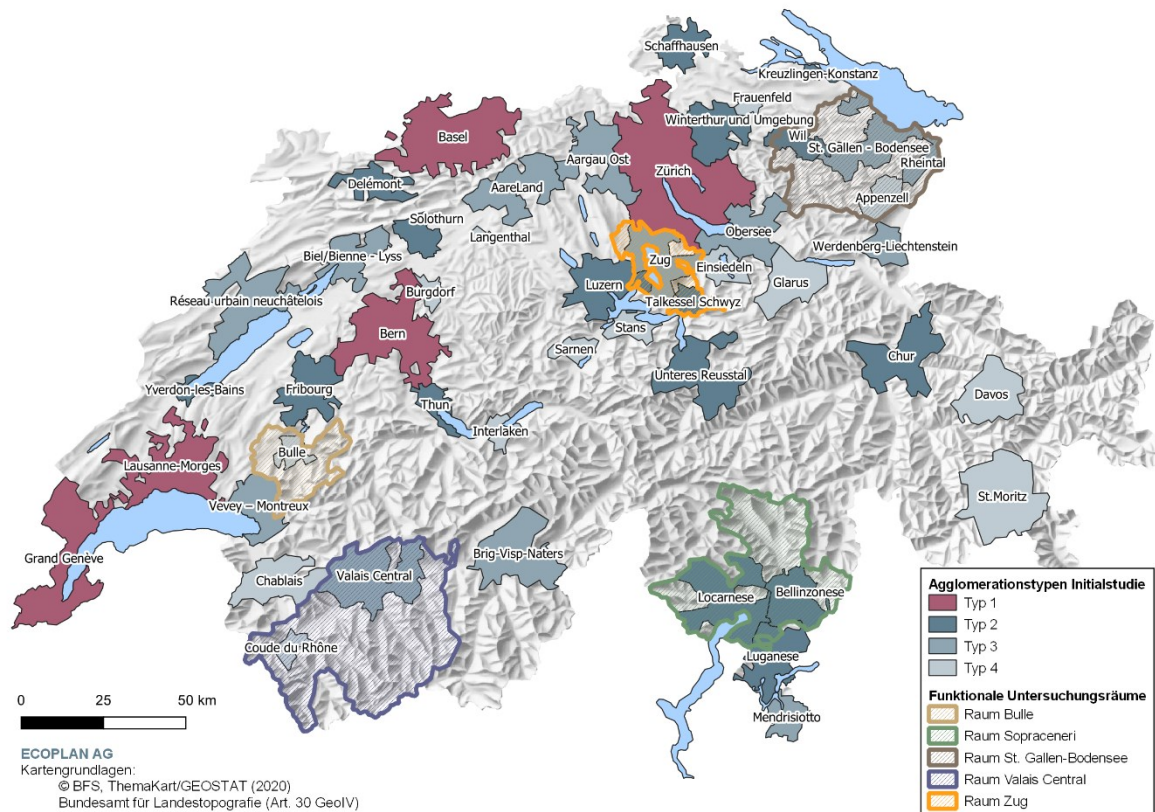 Schaffhausen
Kreuzlingen-Konstanz
Frauenfeld
Basel
Winterthur und Umgebung
Wil
St. Gallen - Bodensee
Aargau Ost
Zürich
Rheintal
Delémont
AareLand
Appenzell
Solothurn
Obersee
Langenthal
Werdenberg-Liechtenstein
Biel/Bienne - Lyss
Zug
Einsiedeln
Glarus
Burgdorf
Luzern
Réseau urbain neuchâtelois
Talkessel Schwyz
Bern
Stans
Sarnen
Chur
Unteres Reusstal
Yverdon-les-Bains
Fribourg
Davos
Thun
Interlaken
Bulle
Lausanne-Morges
St.Moritz
Vevey – Montreux
Grand Genève
Brig-Visp-Naters
Chablais
Valais Central
Locarnese
Bellinzonese
Coude du Rhône
Luganese
Mendrisiotto
0 25 50 km
ECOPLAN AG
Kartengrundlagen:
© BFS, ThemaKart/GEOSTAT (2020)
Bundesamt für Landestopografie (Art. 30 GeoIV)
Agglomerationstypen Initialstudie
Typ 1
Typ 2
Typ 3
Typ 4
Funktionale Untersuchungsräume
Raum Bulle
Raum Sopraceneri
Raum St. Gallen-Bodensee
Raum Valais Central
Raum Zug